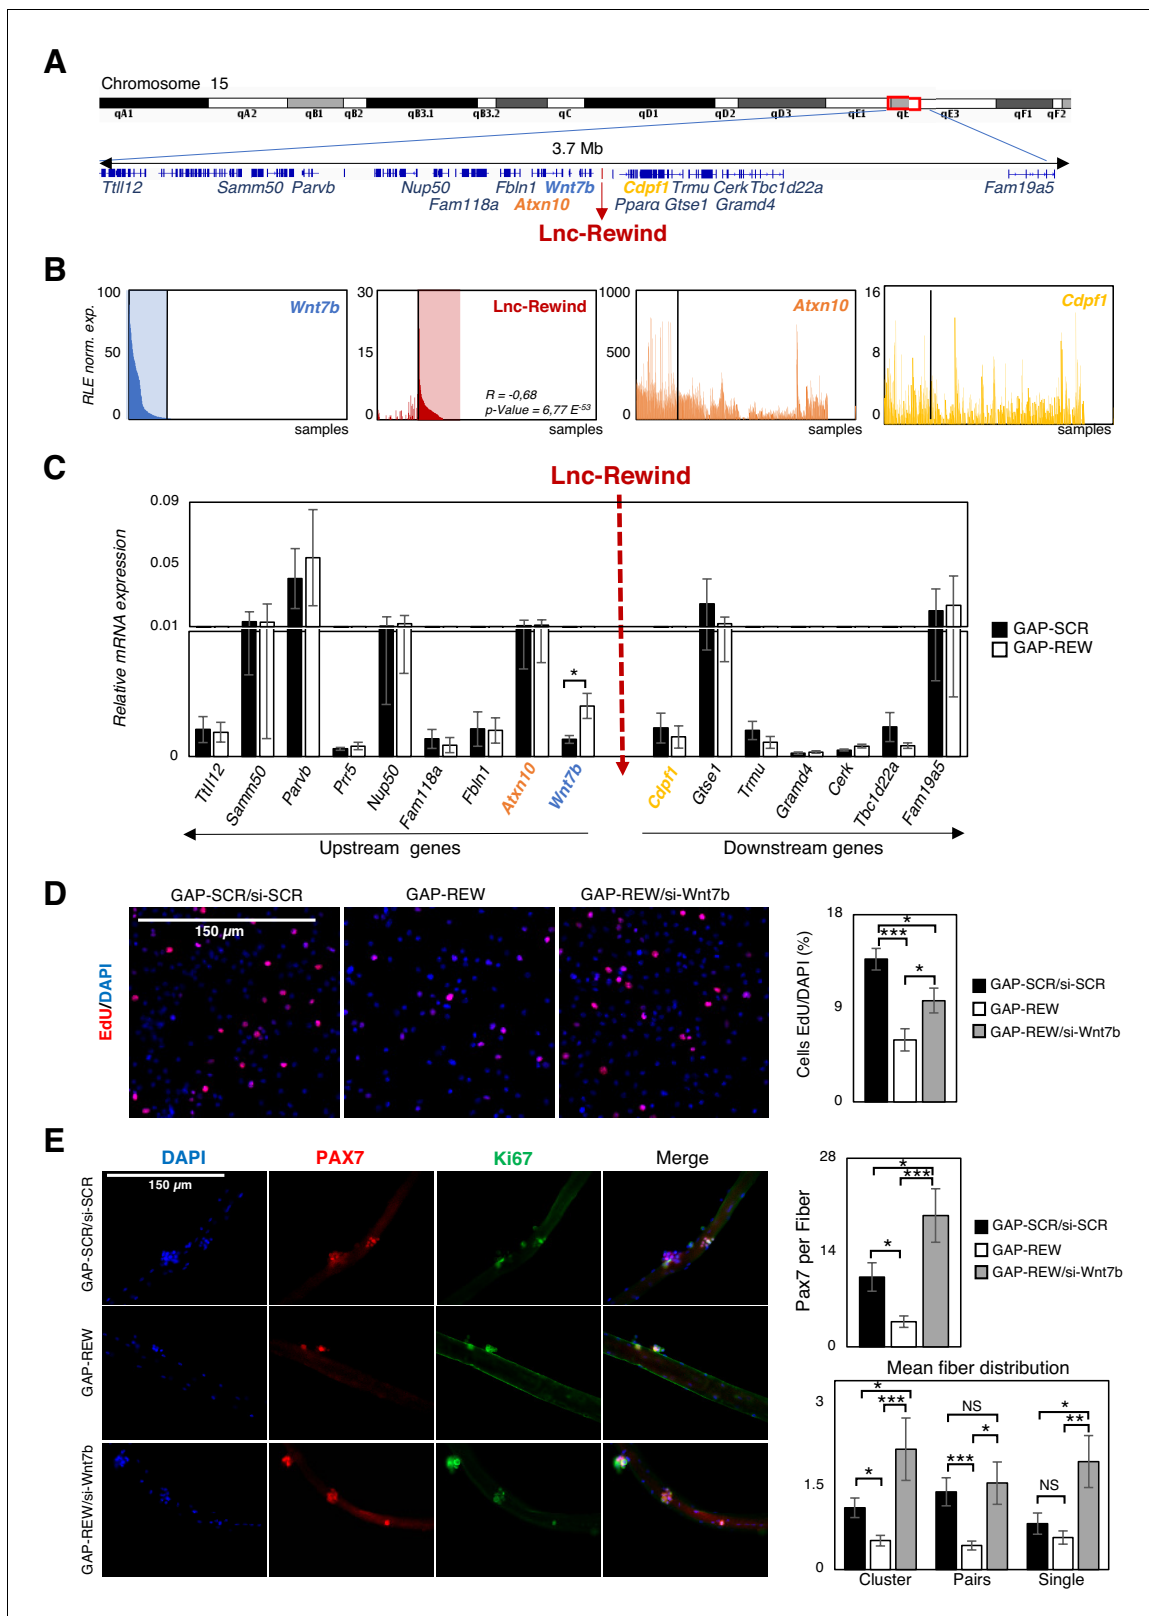 A
Chromosome 15
qA1 qA2 qB1 qB2 qB3.1 qB3.2 qC qD1 qD2 qD3 qE1 qE qE3 qF1 qF2
3.7 Mb
Ttll12 Samm50 Parvb Nup50 Fbln1 Wnt7b Cdpf1 Trmu Cerk Tbc1d22a Fam19a5
Fam118a Atxn10 Pparα Gtse1 Gramd4
Lnc-Rewind
B
RLE norm. exp.
100
50
0
Wnt7b
samples
30
15
0
Lnc-Rewind
R = -0,68
p-Value = 6,77 E-53
samples
1000
500
0
Atxn10
samples
16
8
0
Cdpf1
samples
C
Lnc-Rewind
Relative mRNA expression
0.09
0.05
0.01
0
*
GAP-SCR
GAP-REW
Ttll12 Samm50 Parvb Prr5 Nup50 Fam118a Fbln1 Atxn10 Wnt7b Cdpf1 Gtse1 Trmu Gramd4 Cerk Tbc1d22a Fam19a5
Upstream genes Downstream genes
D
GAP-SCR/si-SCR GAP-REW GAP-REW/si-Wnt7b
150 µm
EdU/DAPI
Cells EdU/DAPI (%)
18
9
0
*
***
*
GAP-SCR/si-SCR
GAP-REW
GAP-REW/si-Wnt7b
E
DAPI PAX7 Ki67 Merge
150 µm
GAP-SCR/si-SCR
GAP-REW
GAP-REW/si-Wnt7b
Pax7 per Fiber
28
14
0
*
***
*
GAP-SCR/si-SCR
GAP-REW
GAP-REW/si-Wnt7b
Mean fiber distribution
3
1.5
0
*
***
*
NS
*
***
*
**
NS
Cluster Pairs Single